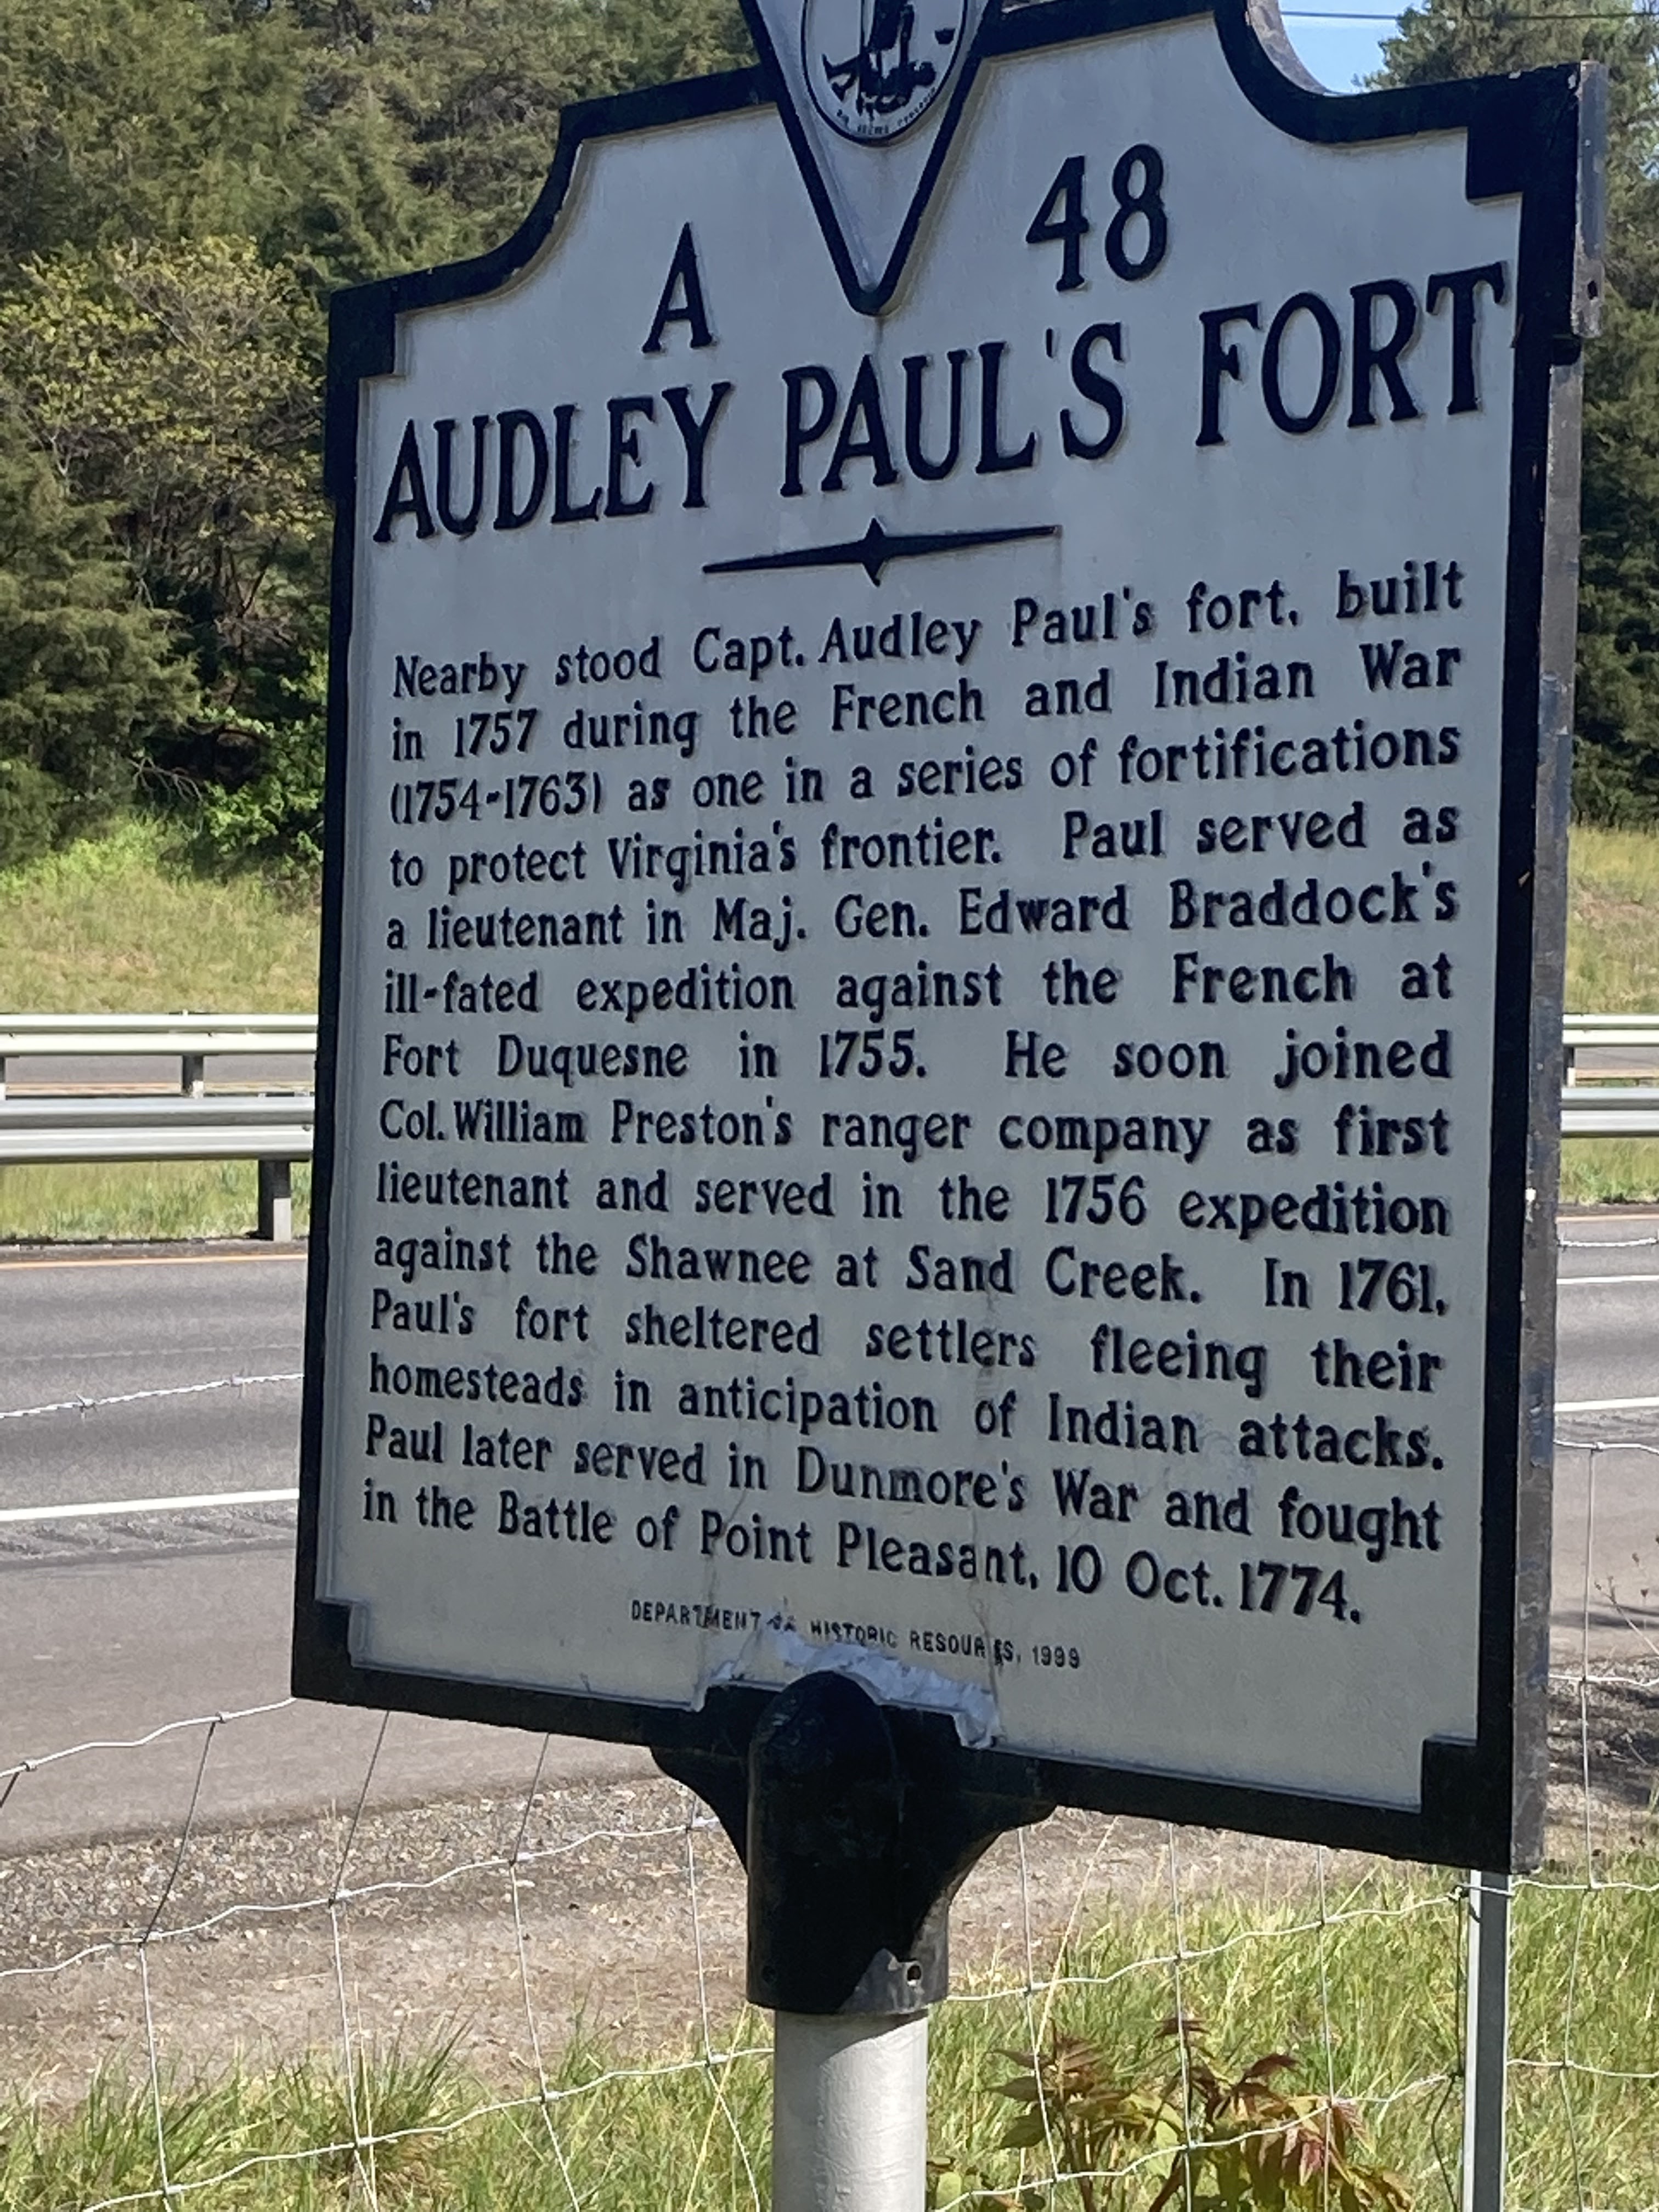 A 48
AUDLEY PAUL'S FORT
Nearby stood Capt. Audley Paul's fort, built
in 1757 during the French and Indian War
(1754-1763) as one in a series of fortifications
to protect Virginia's frontier. Paul served as
a lieutenant in Maj. Gen. Edward Braddock's
ill-fated expedition against the French at
Fort Duquesne in 1755. He soon joined
Col. William Preston's ranger company as first
lieutenant and served in the 1756 expedition
against the Shawnee at Sand Creek. In 1761,
Paul's fort sheltered settlers fleeing their
homesteads in anticipation of Indian attacks.
Paul later served in Dunmore's War and fought
in the Battle of Point Pleasant, 10 Oct. 1774.
DEPARTMENT HISTORIC RESOURCES, 1999